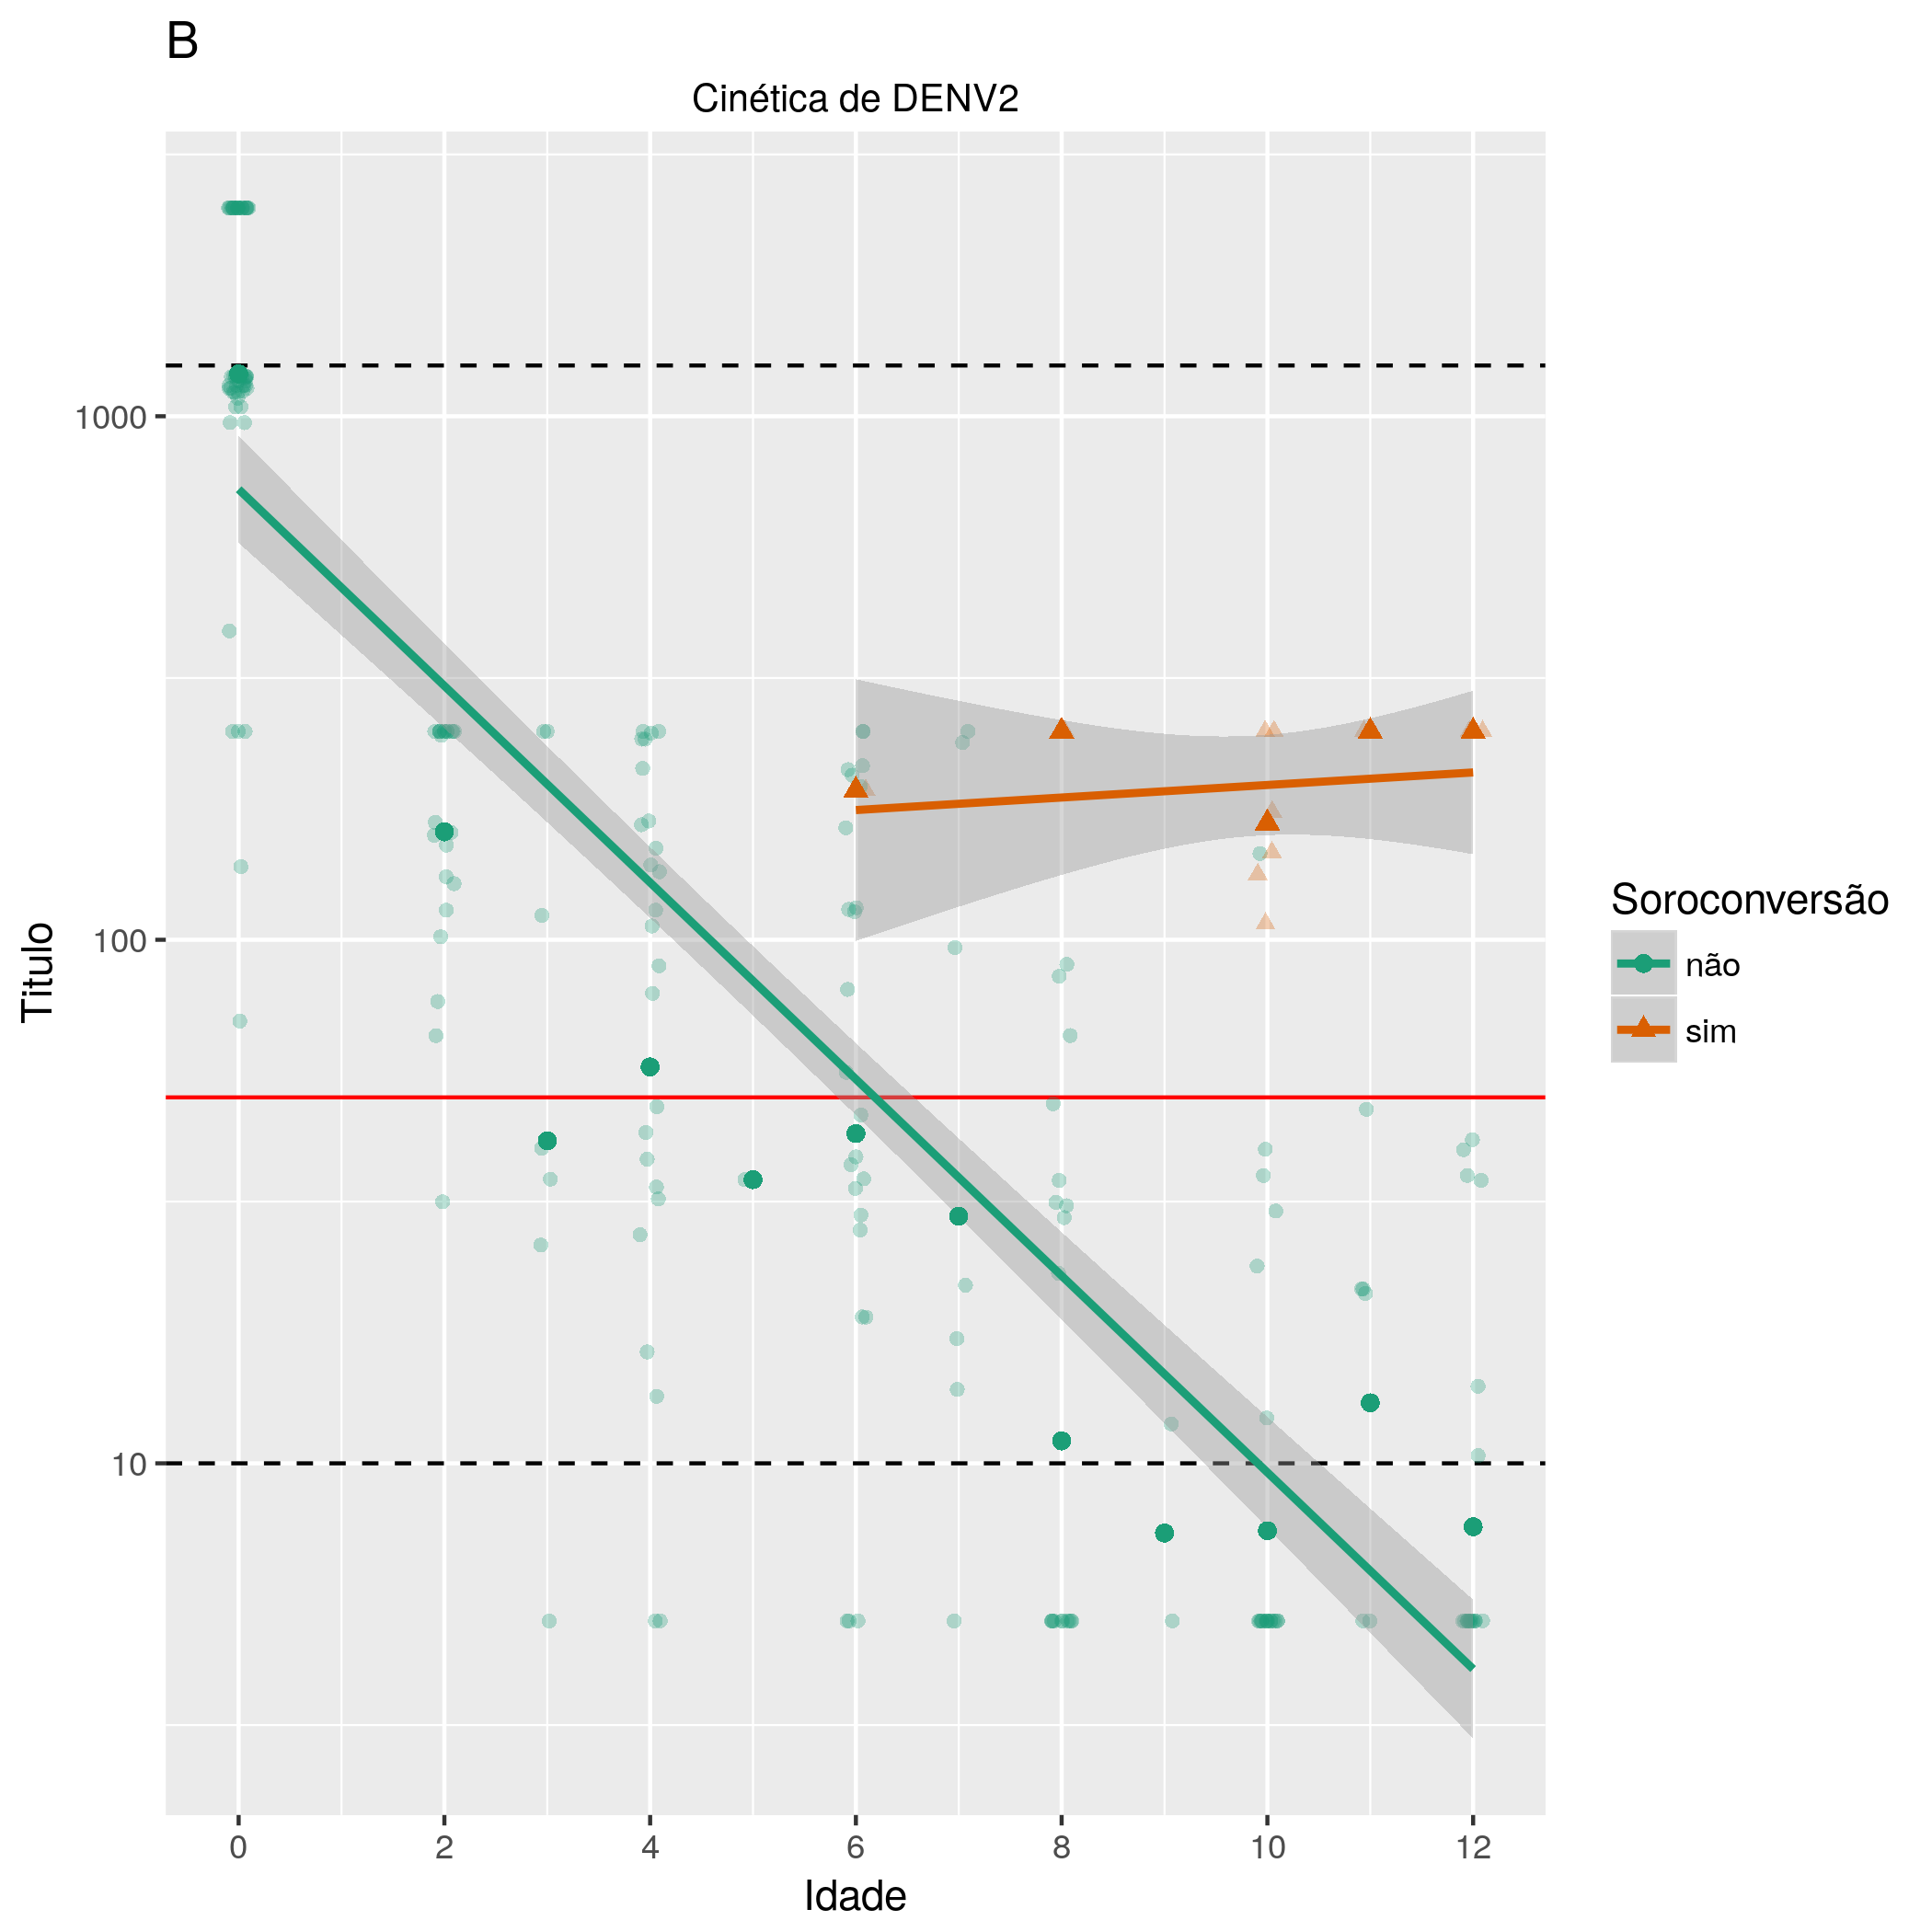 B
Cinética de DENV2
1000
100
10
Titulo
0 2 4 6 8 10 12
Idade
Soroconversão
não
sim